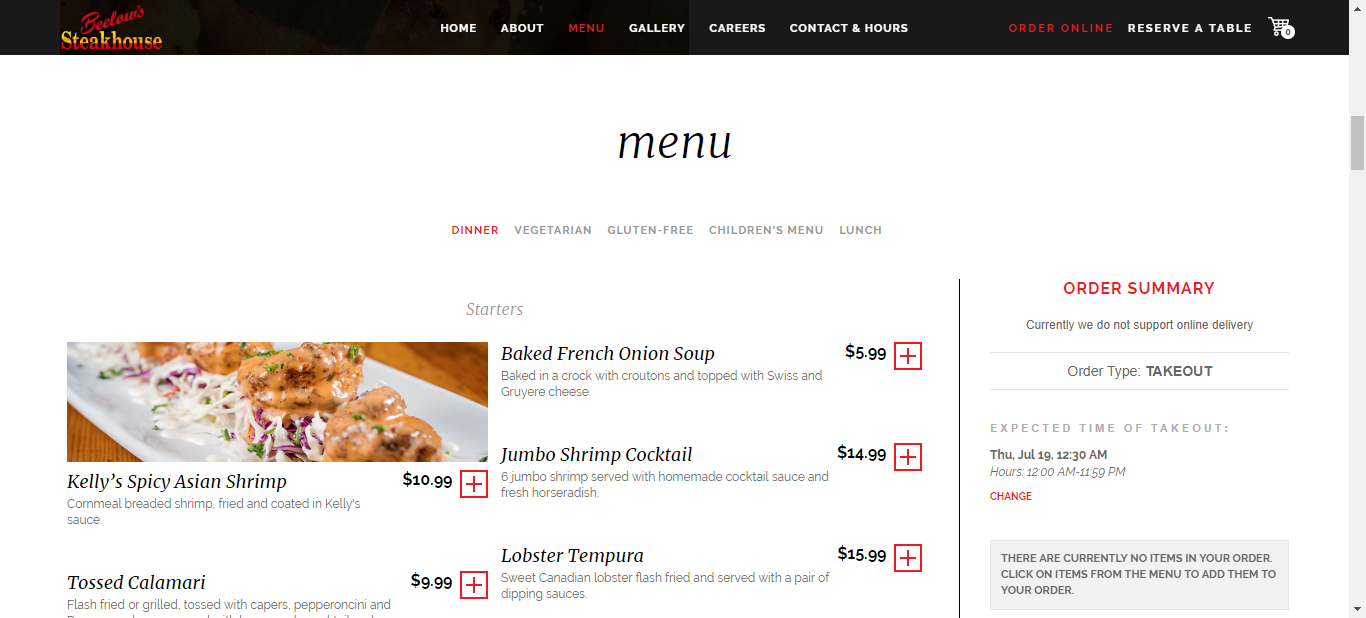 Beelow's
Steakhouse
HOME ABOUT MENU GALLERY CAREERS CONTACT & HOURS ORDER ONLINE RESERVE A TABLE 0
menu
DINNER VEGETARIAN GLUTEN-FREE CHILDREN'S MENU LUNCH
Starters
Kelly's Spicy Asian Shrimp $10.99
Cornmeal breaded shrimp, fried and coated in Kelly's
sauce.
Tossed Calamari $9.99
Flash fried or grilled, tossed with capers, pepperoncini and
Baked French Onion Soup $5.99
Baked in a crock with croutons and topped with Swiss and
Gruyere cheese.
Jumbo Shrimp Cocktail $14.99
6 jumbo shrimp served with homemade cocktail sauce and
fresh horseradish.
Lobster Tempura $15.99
Sweet Canadian lobster flash fried and served with a pair of
dipping sauces.
ORDER SUMMARY
Currently we do not support online delivery
Order Type: TAKEOUT
EXPECTED TIME OF TAKEOUT:
Thu, Jul 19, 12:30 AM
Hours: 12:00 AM-11:59 PM
CHANGE
THERE ARE CURRENTLY NO ITEMS IN YOUR ORDER.
CLICK ON ITEMS FROM THE MENU TO ADD THEM TO
YOUR ORDER.